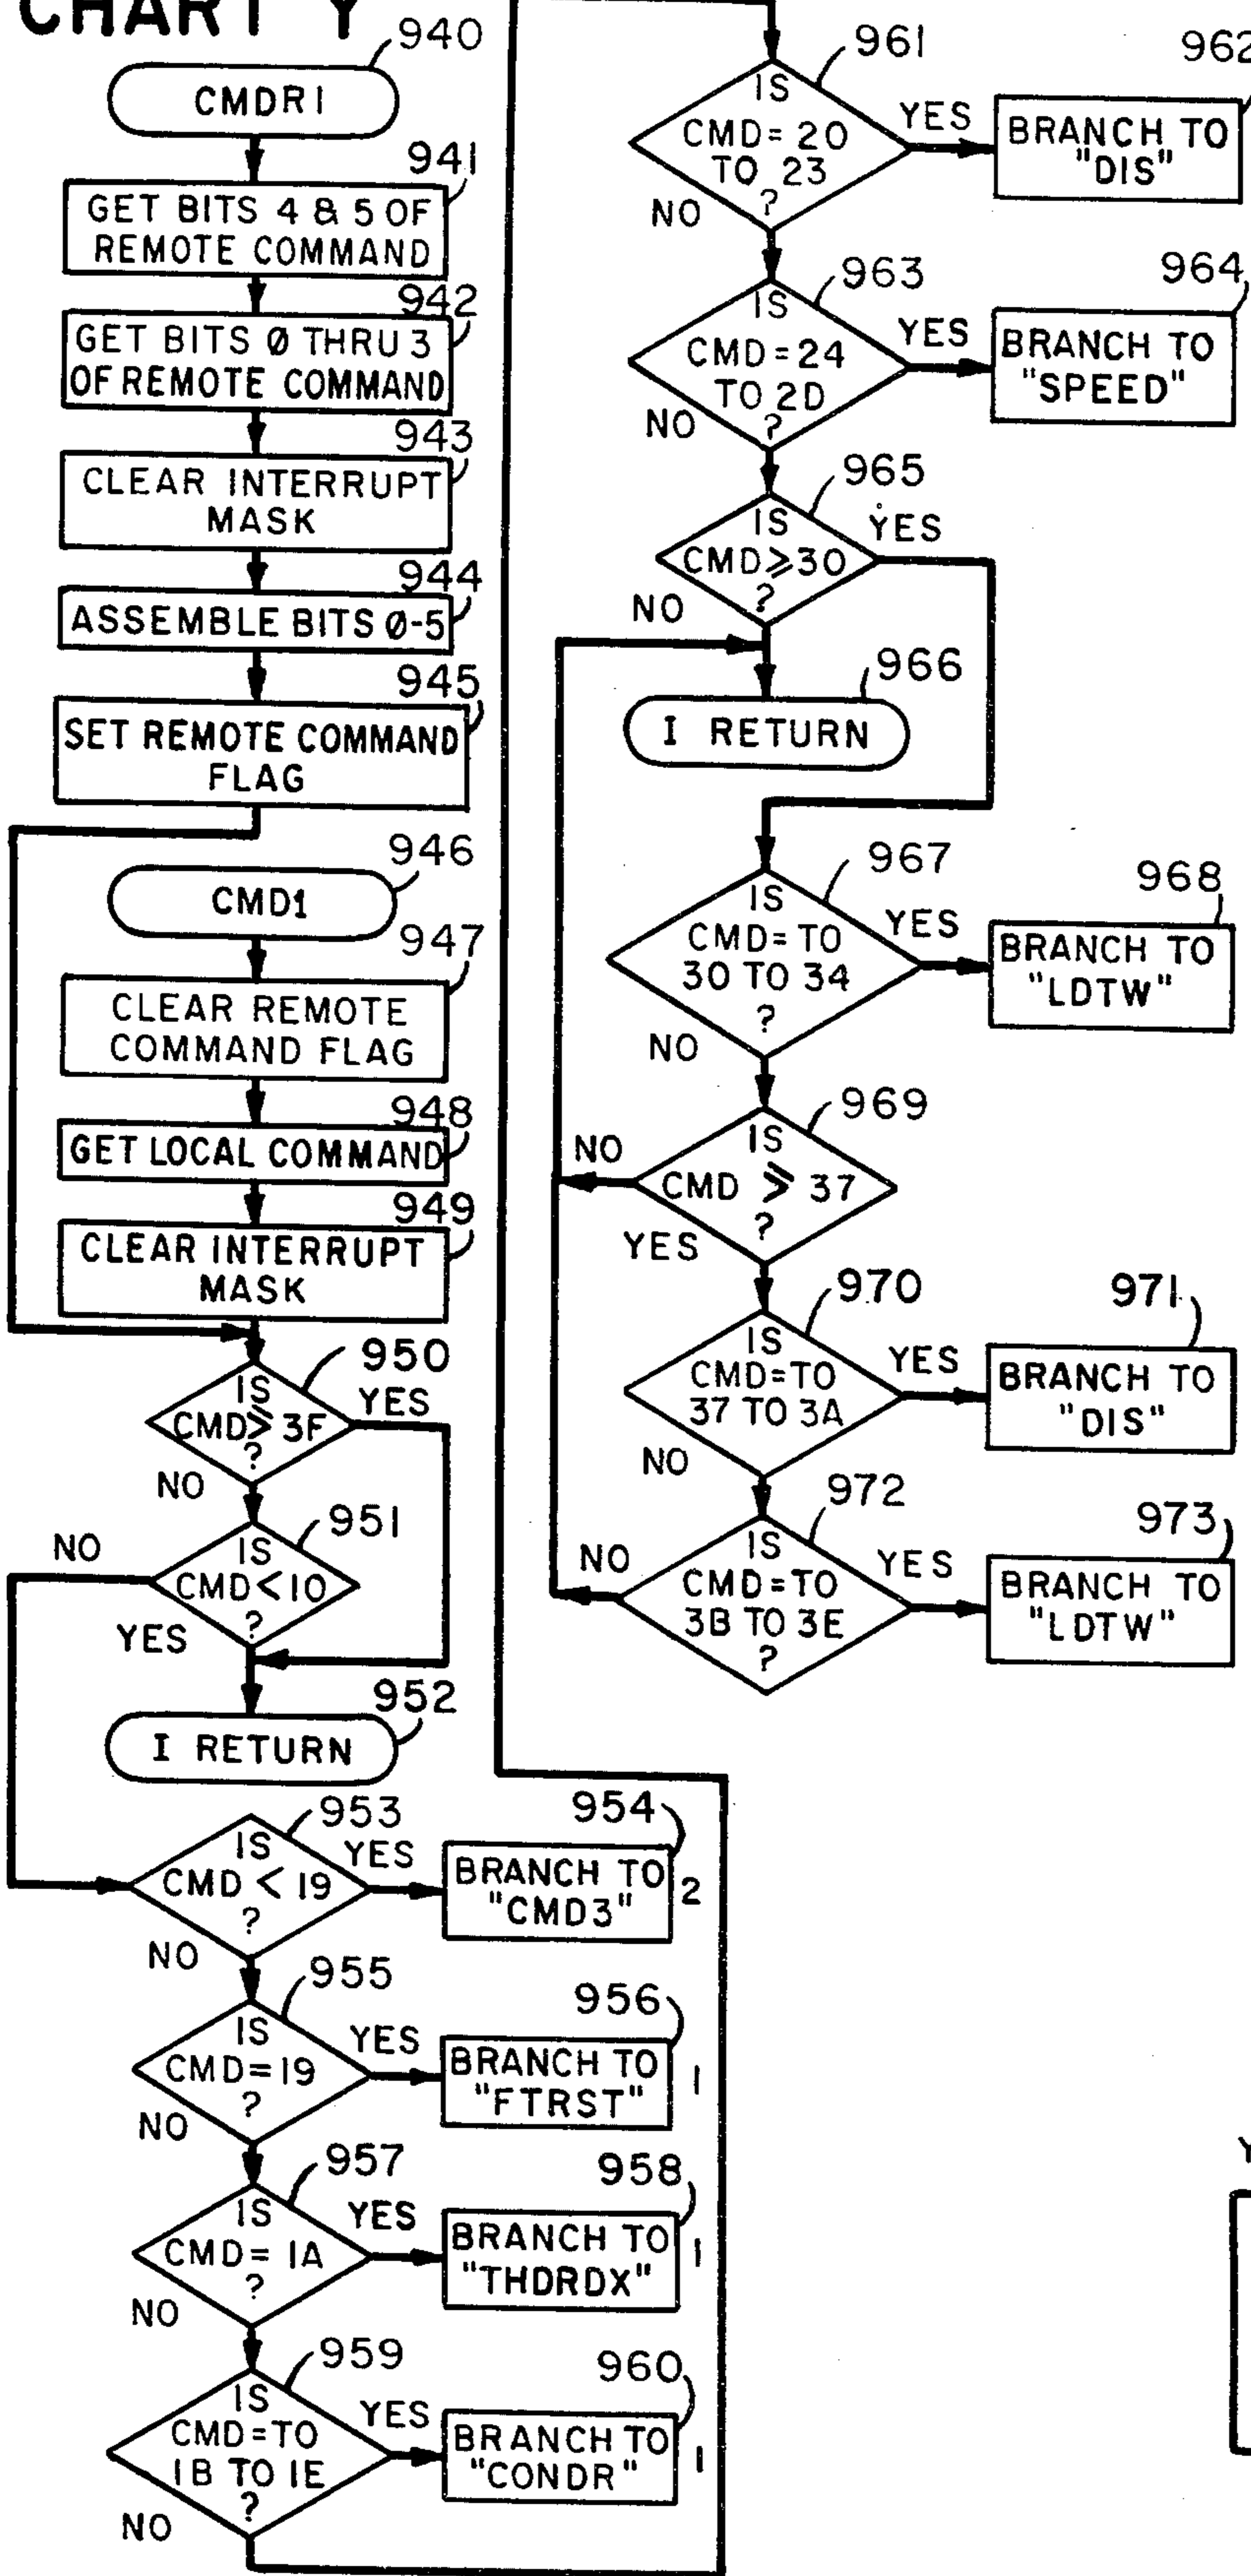 CHART Y
940
CMDR1
941
GET BITS 4 & 5 OF
REMOTE COMMAND
942
GET BITS Ø THRU 3
OF REMOTE COMMAND
943
CLEAR INTERRUPT
MASK
944
ASSEMBLE BITS Ø-5
945
SET REMOTE COMMAND
FLAG
946
CMD1
947
CLEAR REMOTE
COMMAND FLAG
948
GET LOCAL COMMAND
949
CLEAR INTERRUPT
MASK
950
IS
CMD ⩾ 3F
?
YES
NO
951
IS
CMD < 10
?
NO
YES
952
I RETURN
953
IS
CMD < 19
?
YES
NO
954
BRANCH TO
"CMD3"
2
955
IS
CMD = 19
?
YES
NO
956
BRANCH TO
"FTRST"
1
957
IS
CMD = 1A
?
YES
NO
958
BRANCH TO
"THDRDX"
1
959
IS
CMD = TO
1B TO 1E
?
YES
NO
960
BRANCH TO
"CONDR"
1
961
IS
CMD = 20
TO 23
?
YES
NO
962
BRANCH TO
"DIS"
963
IS
CMD = 24
TO 2D
?
YES
NO
964
BRANCH TO
"SPEED"
965
IS
CMD ⩾ 30
?
YES
NO
966
I RETURN
967
IS
CMD = TO
30 TO 34
?
YES
NO
968
BRANCH TO
"LDTW"
969
IS
CMD ⩾ 37
?
NO
YES
970
IS
CMD = TO
37 TO 3A
?
YES
NO
971
BRANCH TO
"DIS"
972
IS
CMD = TO
3B TO 3E
?
NO
YES
973
BRANCH TO
"LDTW"